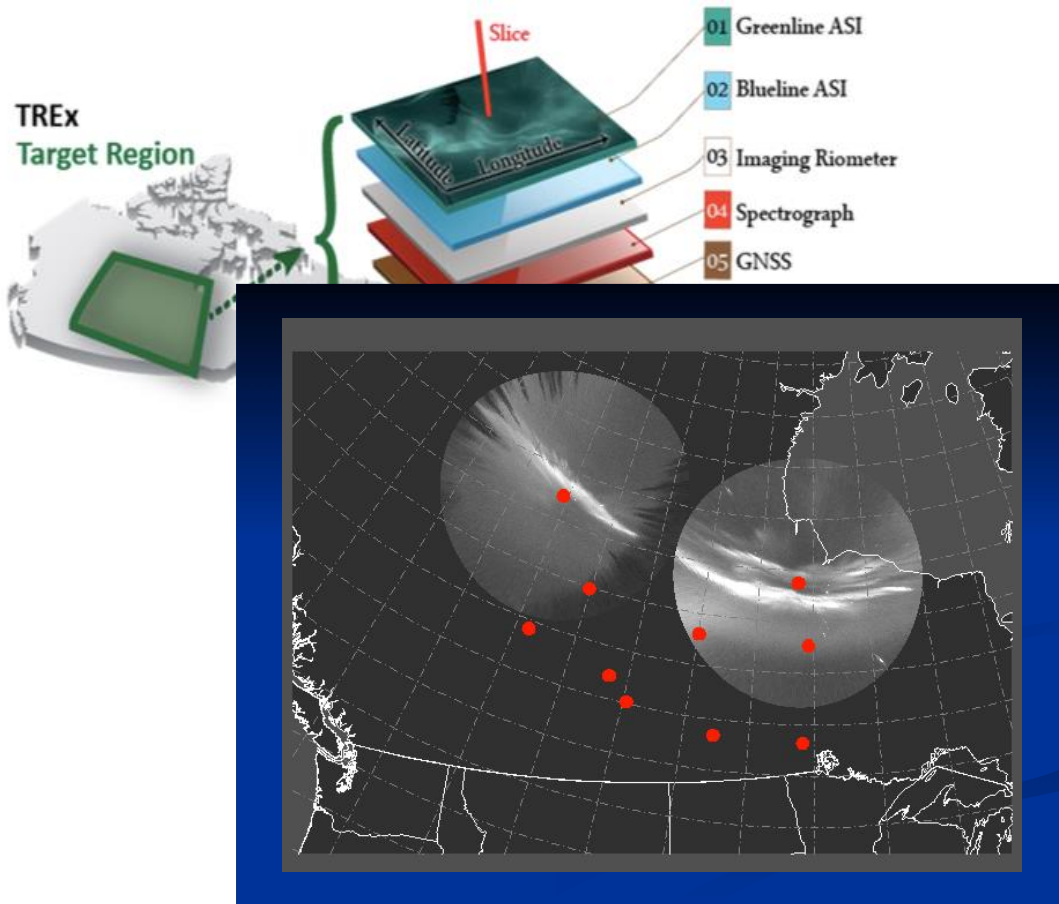 Slice
01 Greenline ASI
02 Blueline ASI
TREx
Target Region
Latitude
Longitude
03 Imaging Riometer
04 Spectrograph
05 GNSS